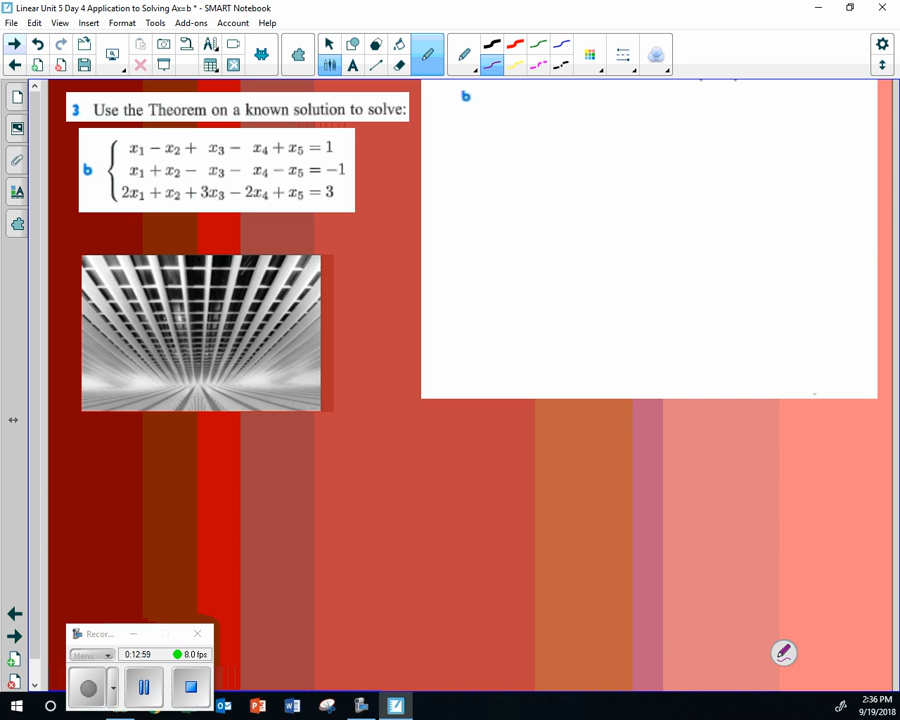 Linear Unit 5 Day 4 Application to Solving Ax=b * - SMART Notebook
File Edit View Insert Format Tools Add-ons Account Help
3 Use the Theorem on a known solution to solve:
b
x₁ − x₂ + x₃ − x₄ + x₅ = 1
x₁ + x₂ − x₃ − x₄ − x₅ = −1
2x₁ + x₂ + 3x₃ − 2x₄ + x₅ = 3
b
Recor...
Menu 0:12:59 8.0 fps
2:36 PM
9/19/2018